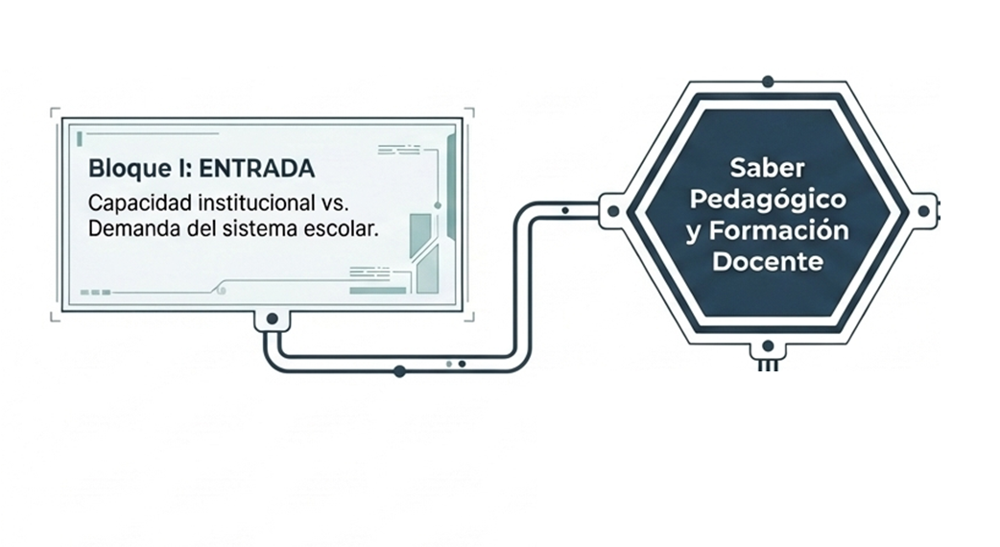 Bloque I: ENTRADA
Capacidad institucional vs.
Demanda del sistema escolar.
Saber
Pedagógico
y Formación
Docente